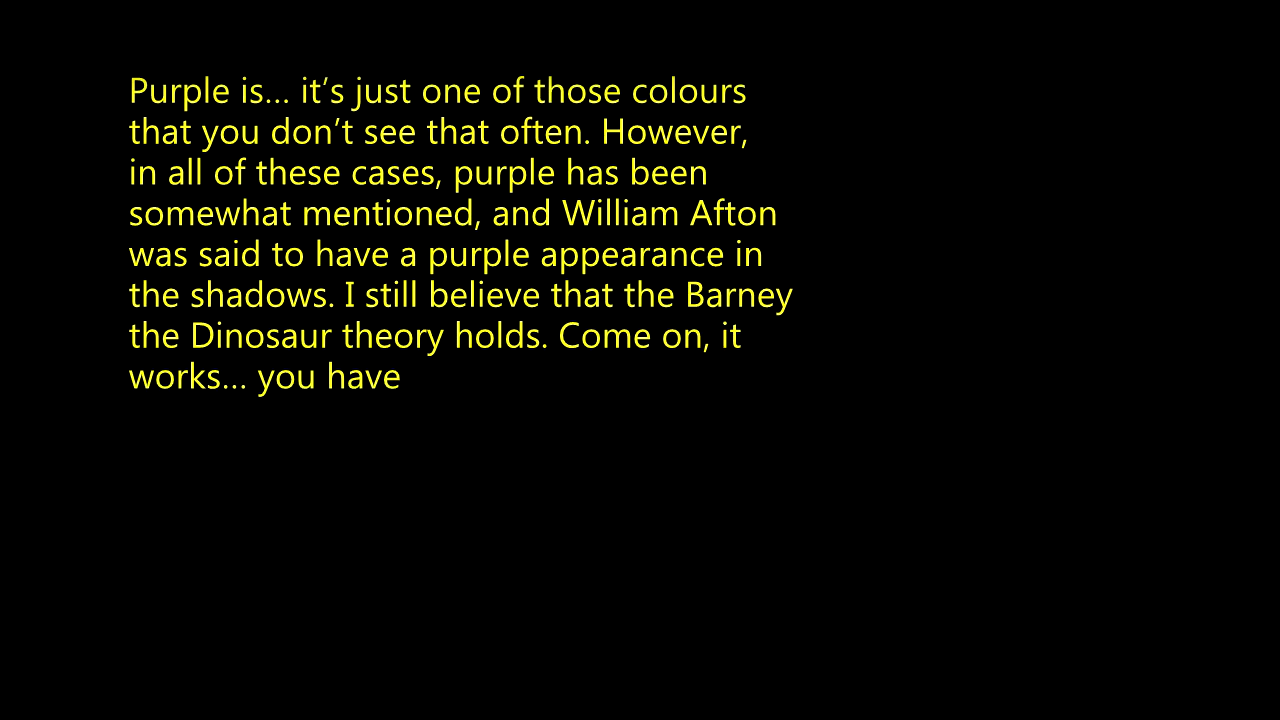 Purple is… it’s just one of those colours
that you don’t see that often. However,
in all of these cases, purple has been
somewhat mentioned, and William Afton
was said to have a purple appearance in
the shadows. I still believe that the Barney
the Dinosaur theory holds. Come on, it
works… you have